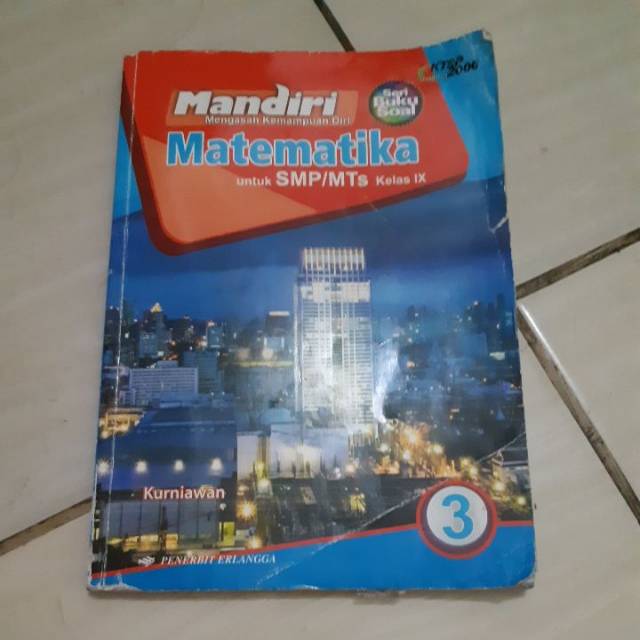 KTSP
2006
Mandiri
Mengasah Kemampuan Diri
Seri
Buku
Soal
Matematika
untuk SMP/MTs Kelas IX
Kurniawan
3
PENERBIT ERLANGGA